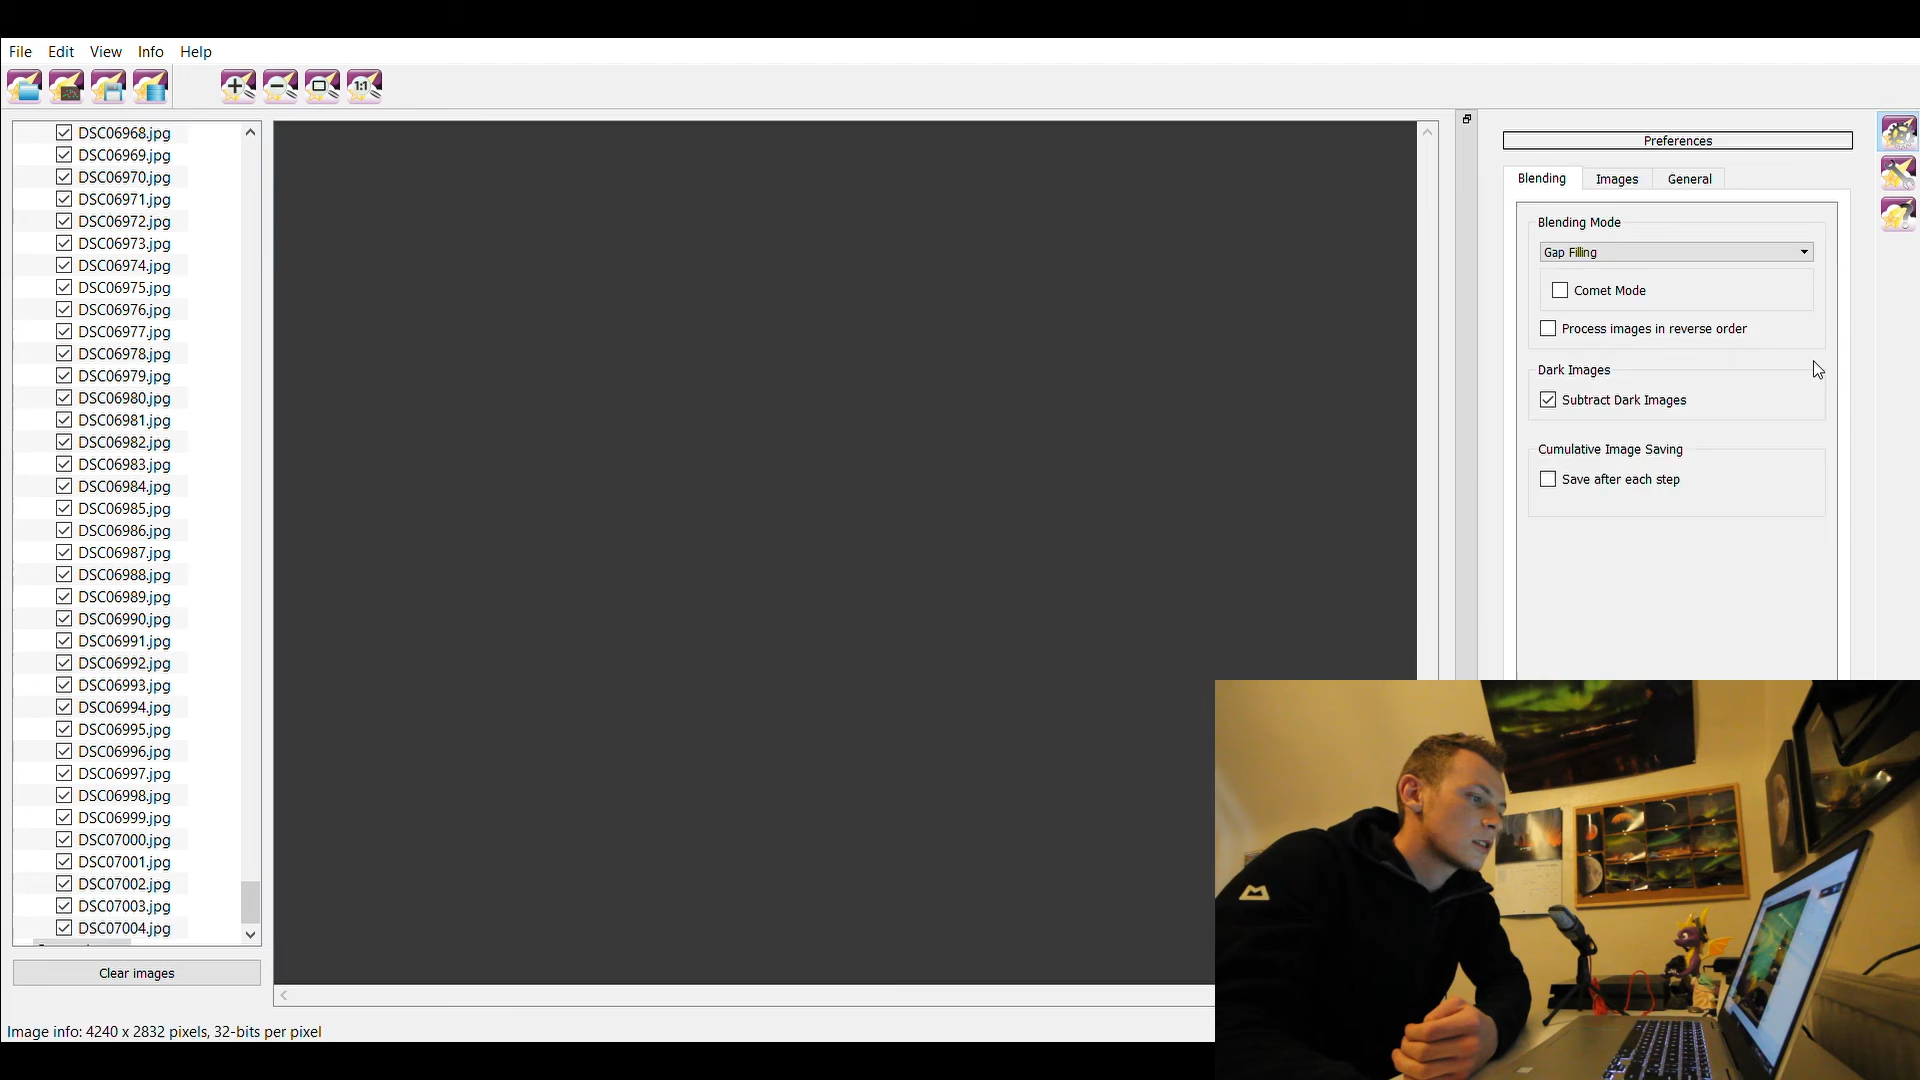 File Edit View Info Help
1:1
DSC06968.jpg
DSC06969.jpg
DSC06970.jpg
DSC06971.jpg
DSC06972.jpg
DSC06973.jpg
DSC06974.jpg
DSC06975.jpg
DSC06976.jpg
DSC06977.jpg
DSC06978.jpg
DSC06979.jpg
DSC06980.jpg
DSC06981.jpg
DSC06982.jpg
DSC06983.jpg
DSC06984.jpg
DSC06985.jpg
DSC06986.jpg
DSC06987.jpg
DSC06988.jpg
DSC06989.jpg
DSC06990.jpg
DSC06991.jpg
DSC06992.jpg
DSC06993.jpg
DSC06994.jpg
DSC06995.jpg
DSC06996.jpg
DSC06997.jpg
DSC06998.jpg
DSC06999.jpg
DSC07000.jpg
DSC07001.jpg
DSC07002.jpg
DSC07003.jpg
DSC07004.jpg
Clear images
Image info: 4240 x 2832 pixels, 32-bits per pixel
Preferences
Blending Images General
Blending Mode
Gap Filling
Comet Mode
Process images in reverse order
Dark Images
Subtract Dark Images
Cumulative Image Saving
Save after each step